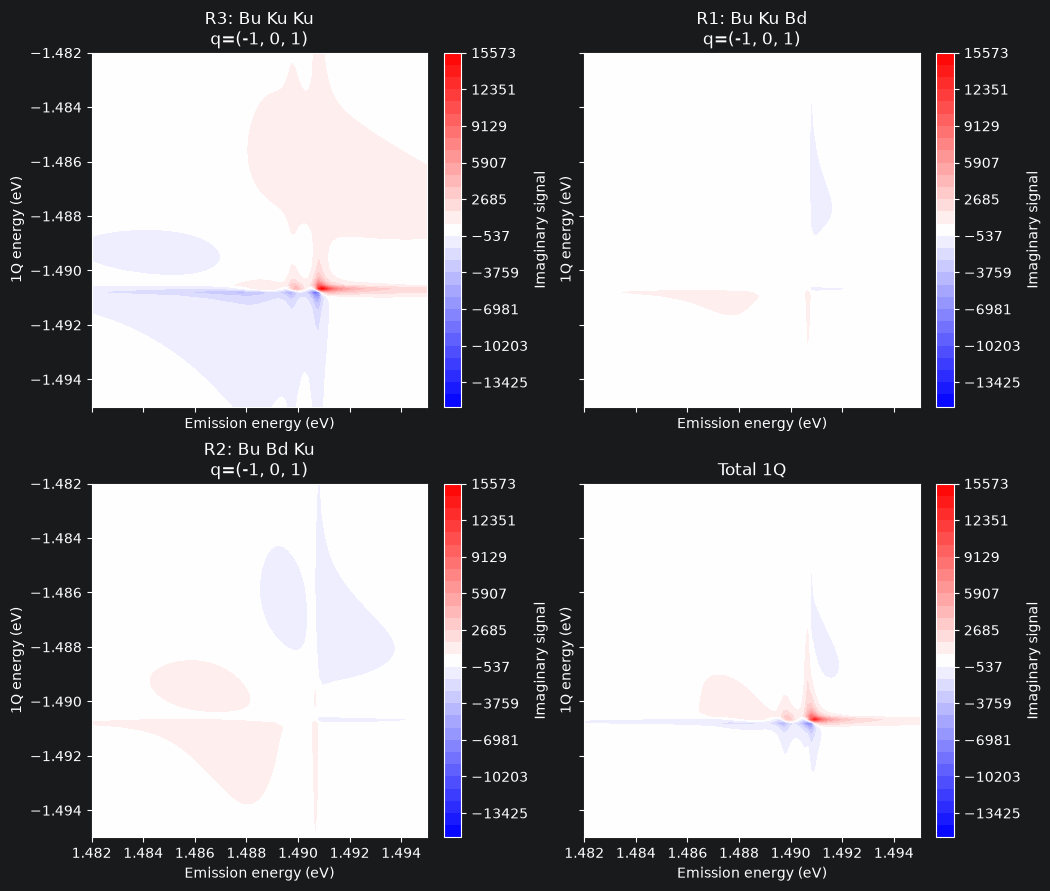 R3: Bu Ku Ku
q=(-1, 0, 1)
−1.482
−1.484
−1.486
−1.488
−1.490
−1.492
−1.494
1Q energy (eV)
Emission energy (eV)
15573
12351
9129
5907
2685
−537
−3759
−6981
−10203
−13425
Imaginary signal
R1: Bu Ku Bd
q=(-1, 0, 1)
1Q energy (eV)
Emission energy (eV)
15573
12351
9129
5907
2685
−537
−3759
−6981
−10203
−13425
Imaginary signal
R2: Bu Bd Ku
q=(-1, 0, 1)
−1.482
−1.484
−1.486
−1.488
−1.490
−1.492
−1.494
1Q energy (eV)
1.482 1.484 1.486 1.488 1.490 1.492 1.494
Emission energy (eV)
15573
12351
9129
5907
2685
−537
−3759
−6981
−10203
−13425
Imaginary signal
Total 1Q
1Q energy (eV)
1.482 1.484 1.486 1.488 1.490 1.492 1.494
Emission energy (eV)
15573
12351
9129
5907
2685
−537
−3759
−6981
−10203
−13425
Imaginary signal